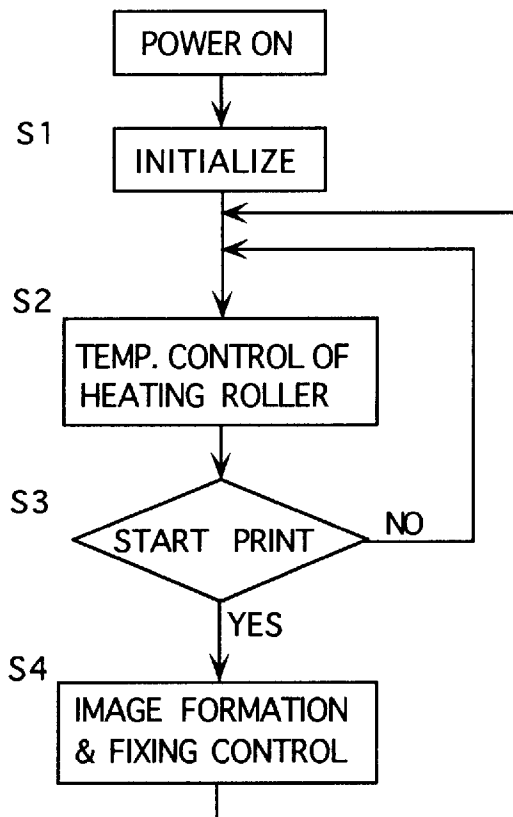 POWER ON
S1
INITIALIZE
S2
TEMP. CONTROL OF
HEATING ROLLER
S3
START PRINT
NO
YES
S4
IMAGE FORMATION
& FIXING CONTROL